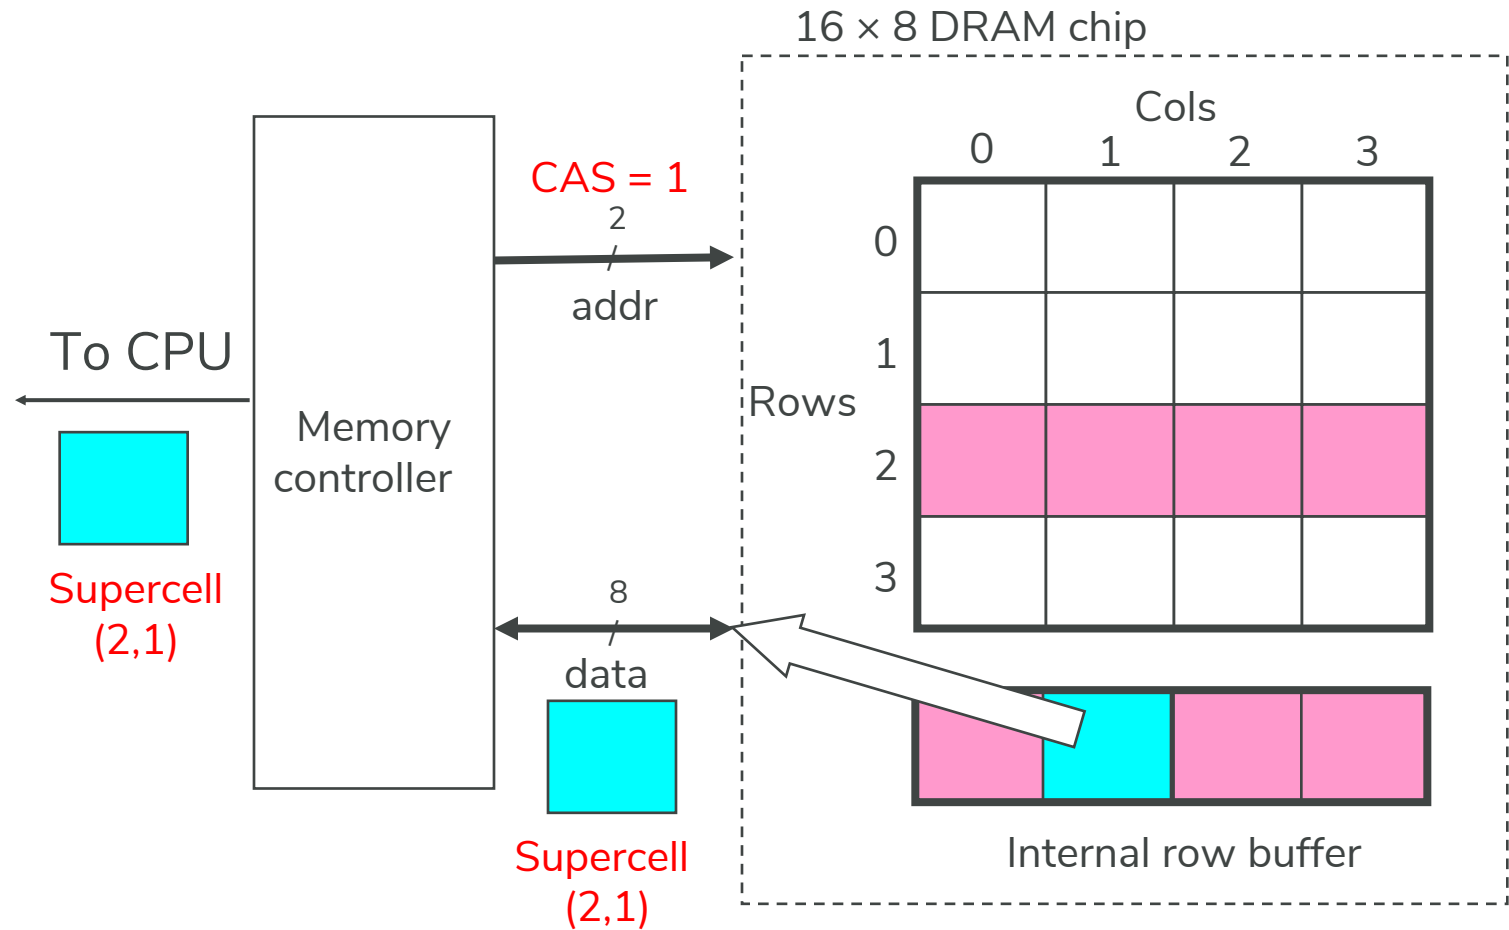 16 × 8 DRAM chip
Cols
0 1 2 3
CAS = 1
2
addr
0
1
Rows
2
3
To CPU
Memory
controller
Supercell
(2,1)
8
data
Supercell
(2,1)
Internal row buffer